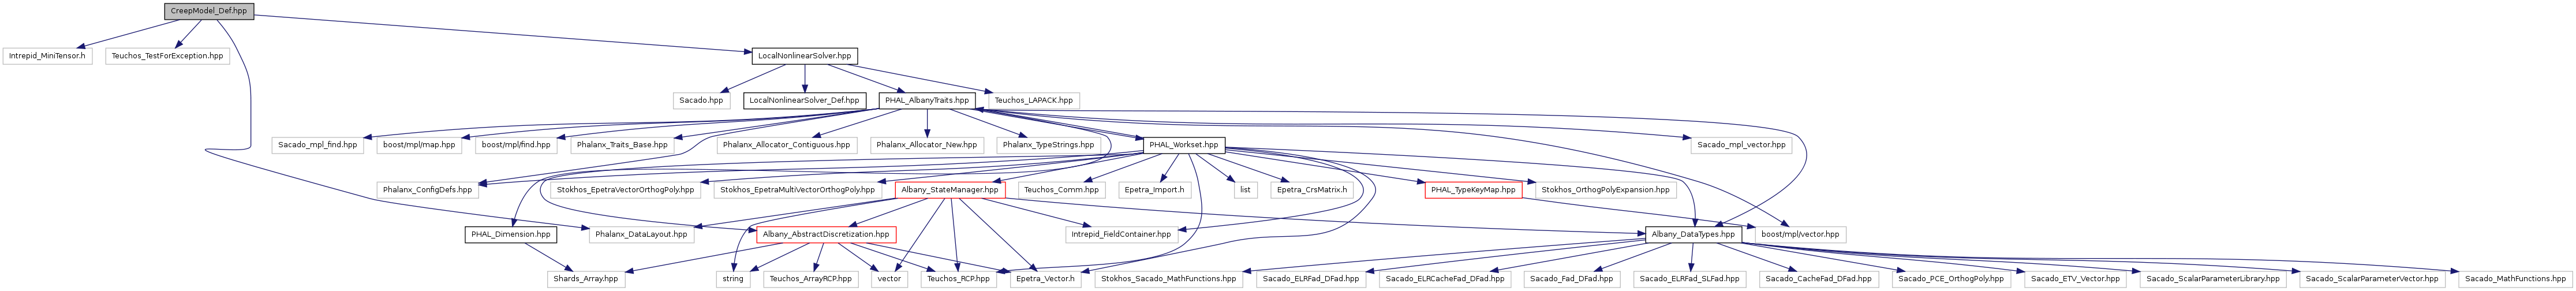 CreepModel_Def.hpp
Intrepid_MiniTensor.h
Teuchos_TestForException.hpp
LocalNonlinearSolver.hpp
Sacado.hpp
LocalNonlinearSolver_Def.hpp
PHAL_AlbanyTraits.hpp
Teuchos_LAPACK.hpp
Sacado_mpl_find.hpp
boost/mpl/map.hpp
boost/mpl/find.hpp
Phalanx_Traits_Base.hpp
Phalanx_Allocator_Contiguous.hpp
Phalanx_Allocator_New.hpp
Phalanx_TypeStrings.hpp
PHAL_Workset.hpp
Sacado_mpl_vector.hpp
Phalanx_ConfigDefs.hpp
Stokhos_EpetraVectorOrthogPoly.hpp
Stokhos_EpetraMultiVectorOrthogPoly.hpp
Albany_StateManager.hpp
Teuchos_Comm.hpp
Epetra_Import.h
list
Epetra_CrsMatrix.h
PHAL_TypeKeyMap.hpp
Stokhos_OrthogPolyExpansion.hpp
PHAL_Dimension.hpp
Phalanx_DataLayout.hpp
Albany_AbstractDiscretization.hpp
Intrepid_FieldContainer.hpp
Albany_DataTypes.hpp
boost/mpl/vector.hpp
Shards_Array.hpp
string
Teuchos_ArrayRCP.hpp
vector
Teuchos_RCP.hpp
Epetra_Vector.h
Stokhos_Sacado_MathFunctions.hpp
Sacado_ELRFad_DFad.hpp
Sacado_ELRCacheFad_DFad.hpp
Sacado_Fad_DFad.hpp
Sacado_ELRFad_SLFad.hpp
Sacado_CacheFad_DFad.hpp
Sacado_PCE_OrthogPoly.hpp
Sacado_ETV_Vector.hpp
Sacado_ScalarParameterLibrary.hpp
Sacado_ScalarParameterVector.hpp
Sacado_MathFunctions.hpp